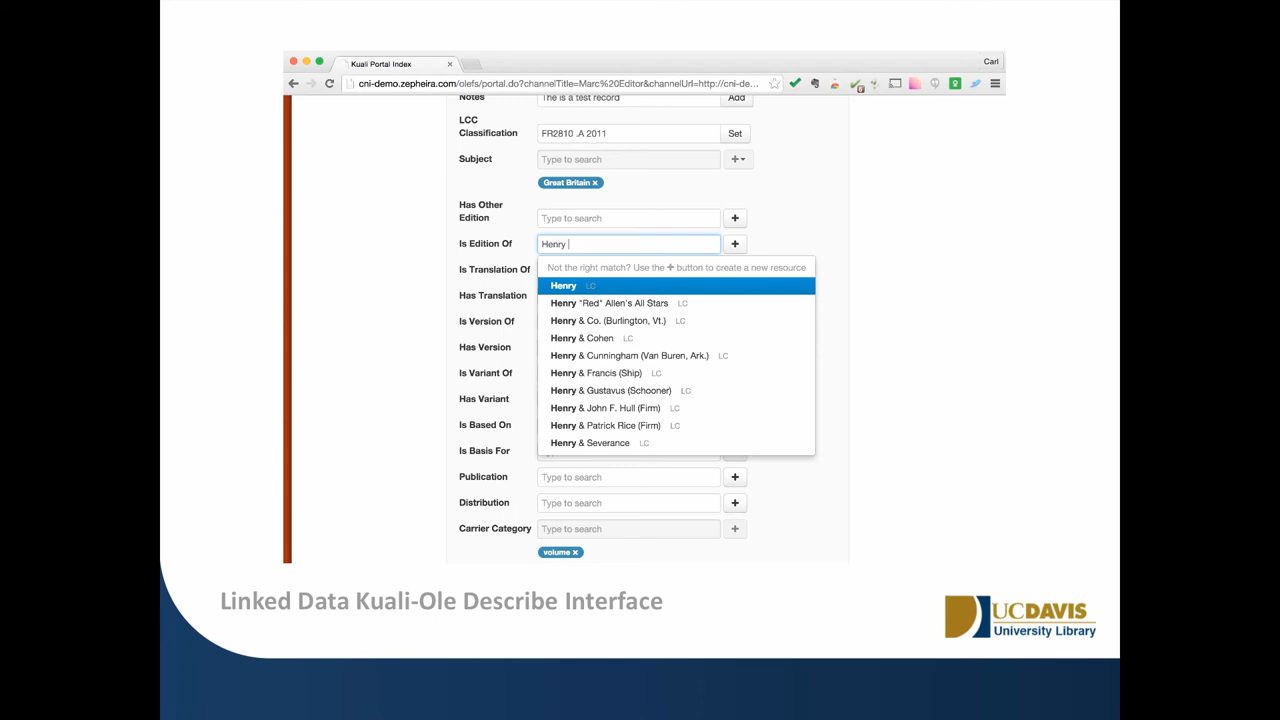 Kuali Portal Index
Carl
cni-demo.zepheira.com/olefs/portal.do?channelTitle=Marc%20Editor&channelUrl=http://cni-de...
Notes The is a test record Add
LCC
Classification FR2810 .A 2011 Set
Subject Type to search
Great Britain ×
Has Other
Edition Type to search +
Is Edition Of Henry +
Not the right match? Use the + button to create a new resource
Is Translation Of
Henry LC
Has Translation
Henry "Red" Allen's All Stars LC
Is Version Of Henry & Co. (Burlington, Vt.) LC
Henry & Cohen LC
Has Version
Henry & Cunningham (Van Buren, Ark.) LC
Is Variant Of Henry & Francis (Ship) LC
Henry & Gustavus (Schooner) LC
Has Variant
Henry & John F. Hull (Firm) LC
Is Based On Henry & Patrick Rice (Firm) LC
Henry & Severance LC
Is Basis For
Publication Type to search +
Distribution Type to search +
Carrier Category Type to search +
volume ×
Linked Data Kuali-Ole Describe Interface
UCDAVIS
University Library